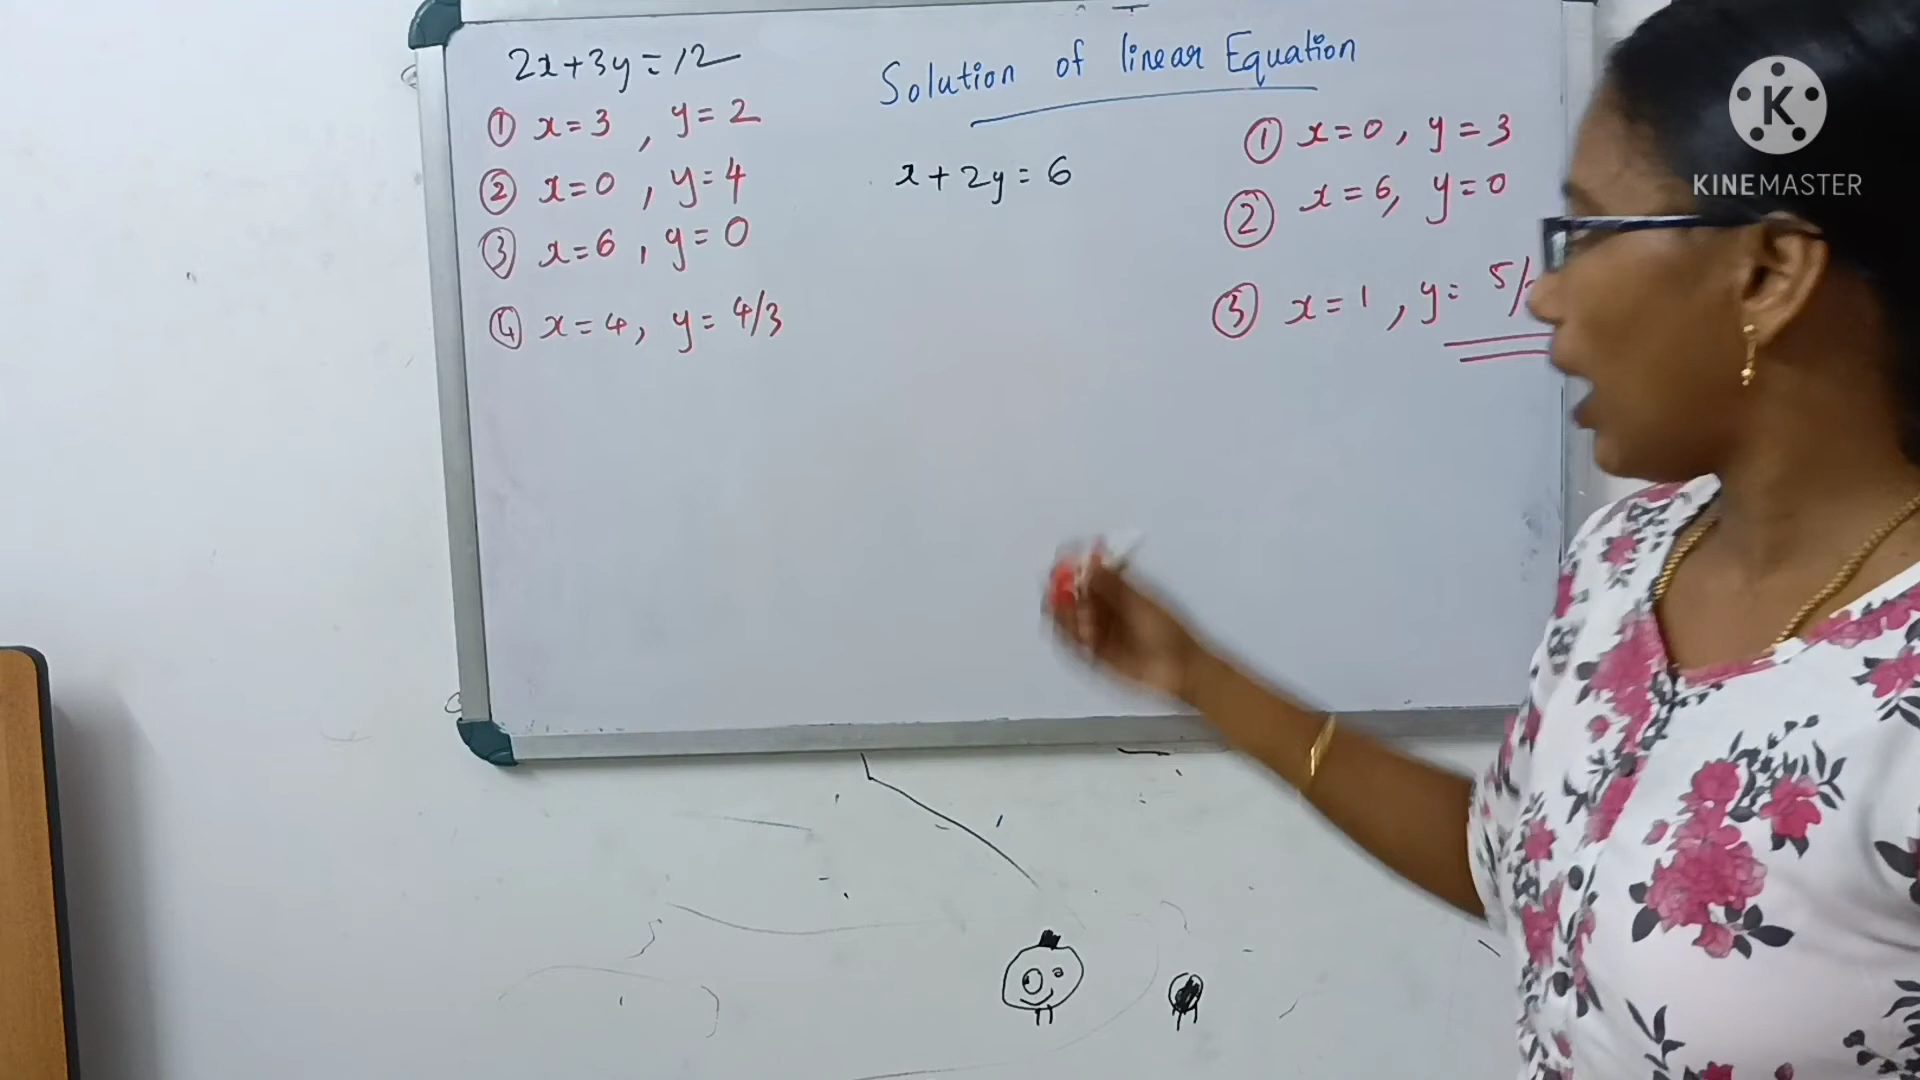 2x+3y=12
① x=3 , y=2
② x=0 , y=4
③ x=6 , y=0
④ x=4, y=4/3
Solution of linear Equation
x+2y=6
① x=0, y=3
② x=6, y=0
③ x=1, y= 5/
K
KINEMASTER